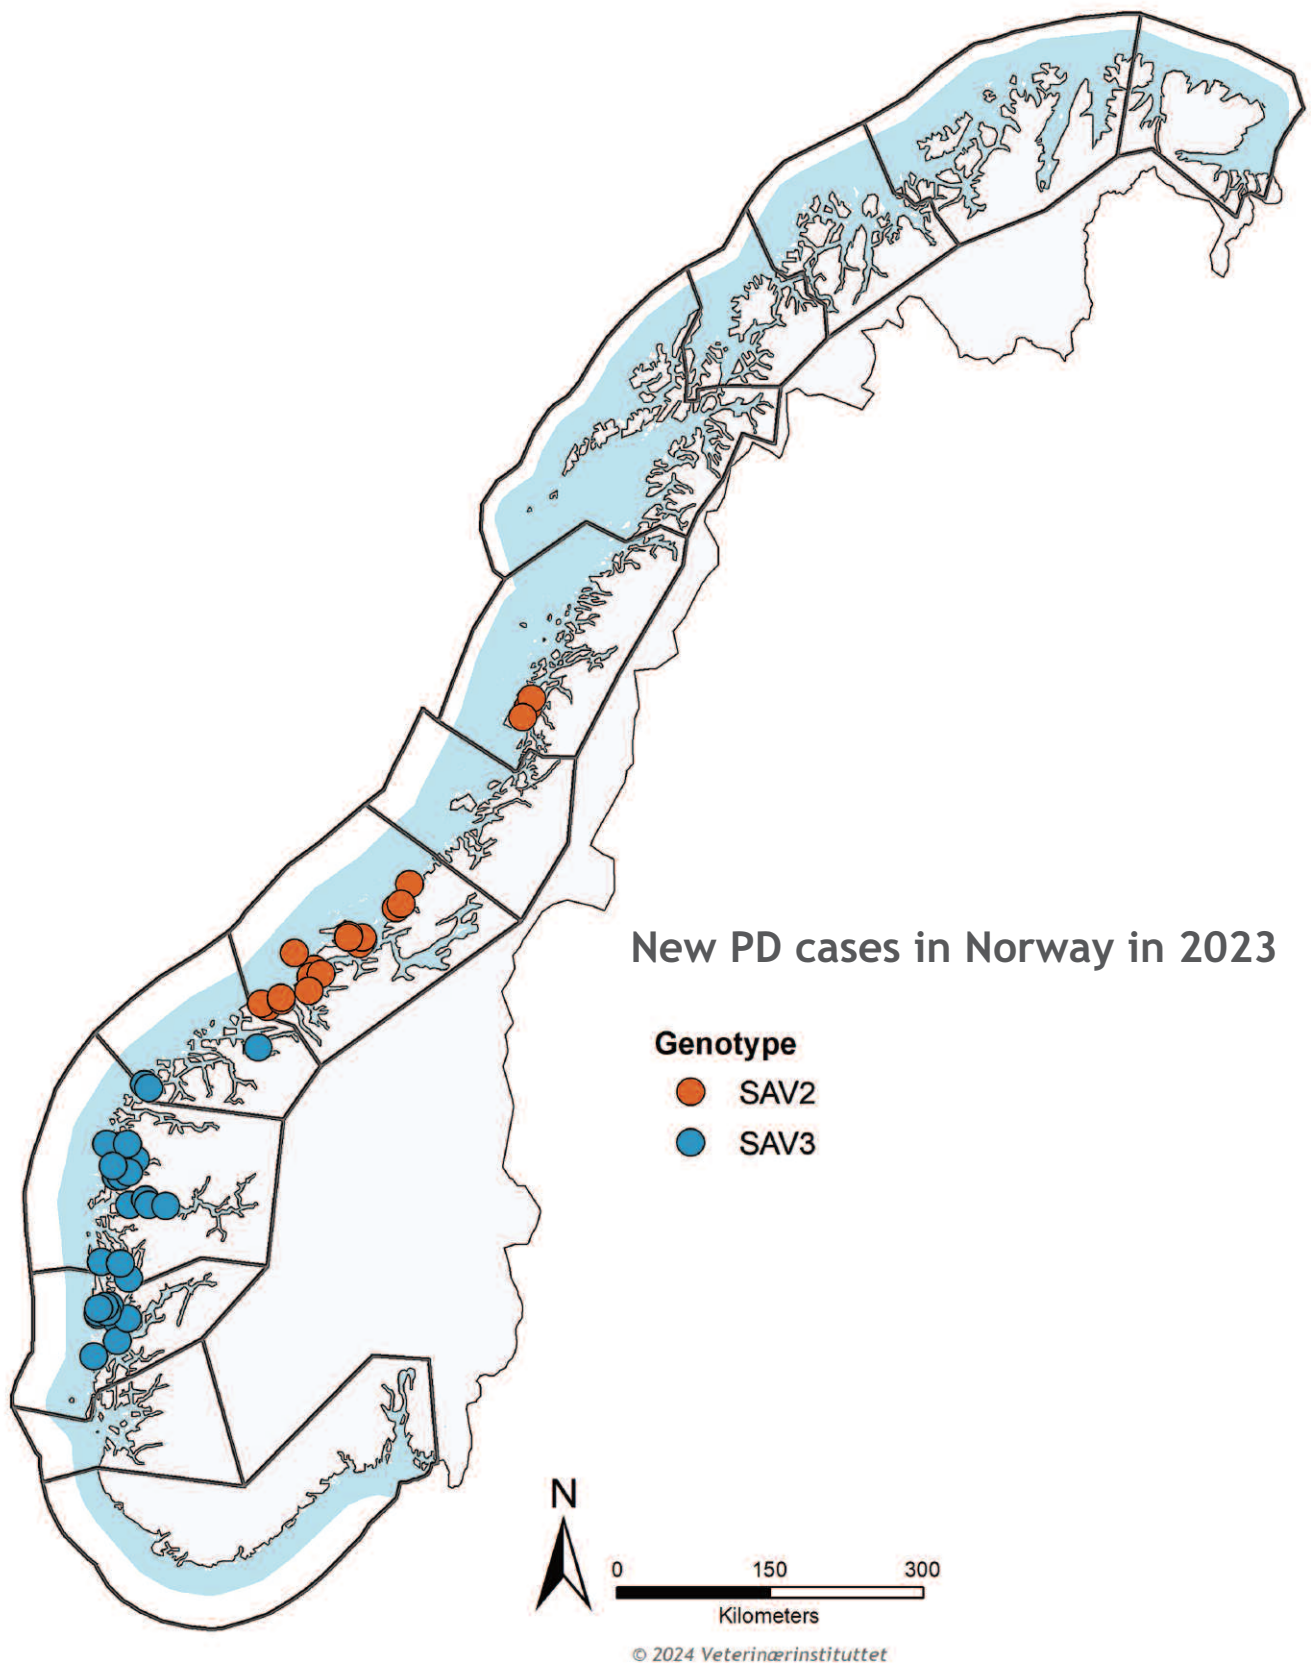 New PD cases in Norway in 2023
Genotype
SAV2
SAV3
N
0 150 300
Kilometers
© 2024 Veterinærinstituttet